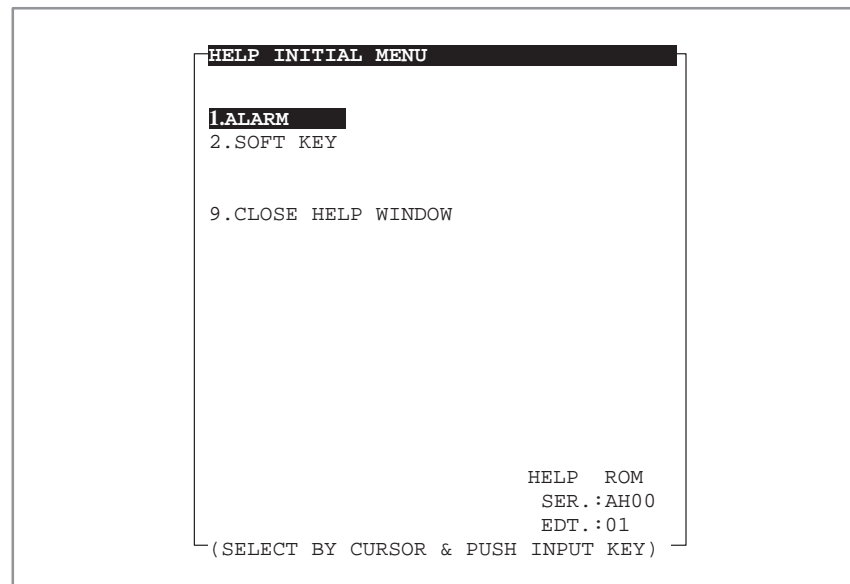 HELP INITIAL MENU
1.ALARM
2.SOFT KEY
9.CLOSE HELP WINDOW
HELP ROM
SER.:AH00
EDT.:01
(SELECT BY CURSOR & PUSH INPUT KEY)